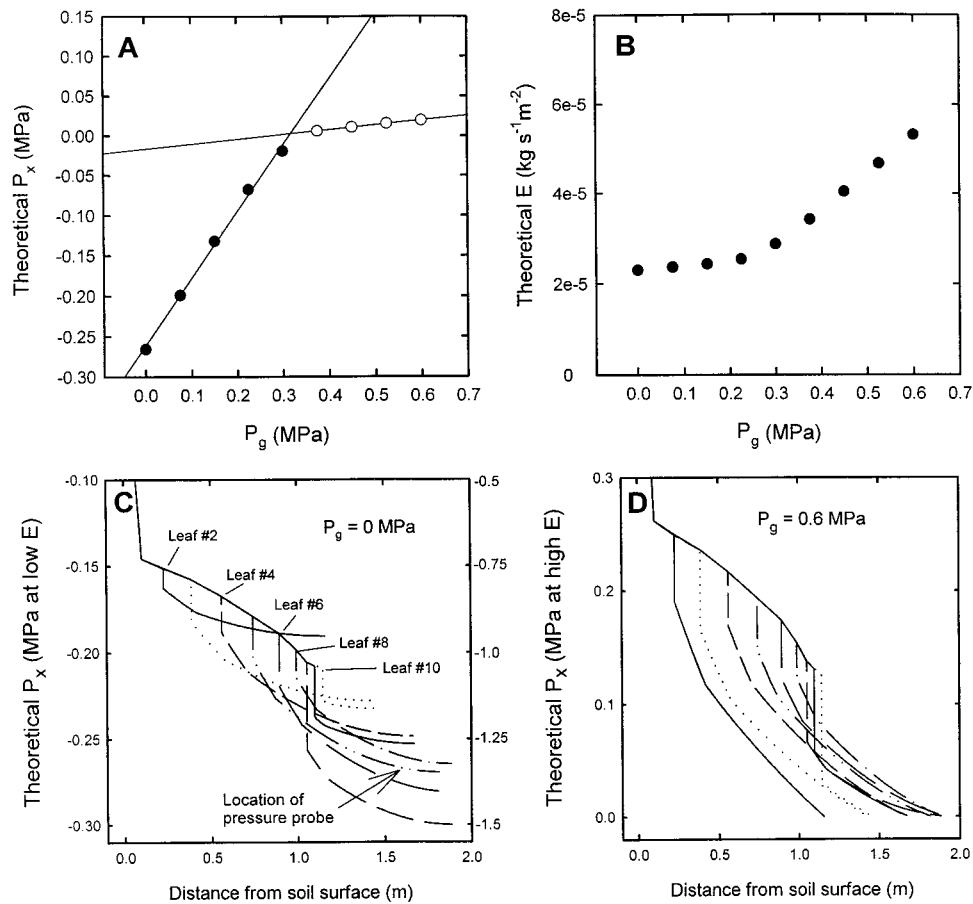 A
Theoretical Px (MPa)
0.15
0.10
0.05
0.00
-0.05
-0.10
-0.15
-0.20
-0.25
-0.30
0.0 0.1 0.2 0.3 0.4 0.5 0.6 0.7
Pg (MPa)
B
Theoretical E (kg s-1m-2)
8e-5
6e-5
4e-5
2e-5
0
0.0 0.1 0.2 0.3 0.4 0.5 0.6 0.7
Pg (MPa)
C
Theoretical Px (MPa at low E)
-0.10
-0.15
-0.20
-0.25
-0.30
-0.5
-0.75
-1.0
-1.25
-1.5
Pg = 0 MPa
Leaf #2
Leaf #4
Leaf #6
Leaf #8
Leaf #10
Location of
pressure probe
0.0 0.5 1.0 1.5 2.0
Distance from soil surface (m)
D
Theoretical Px (MPa at high E)
0.3
0.2
0.1
0.0
Pg = 0.6 MPa
0.0 0.5 1.0 1.5 2.0
Distance from soil surface (m)